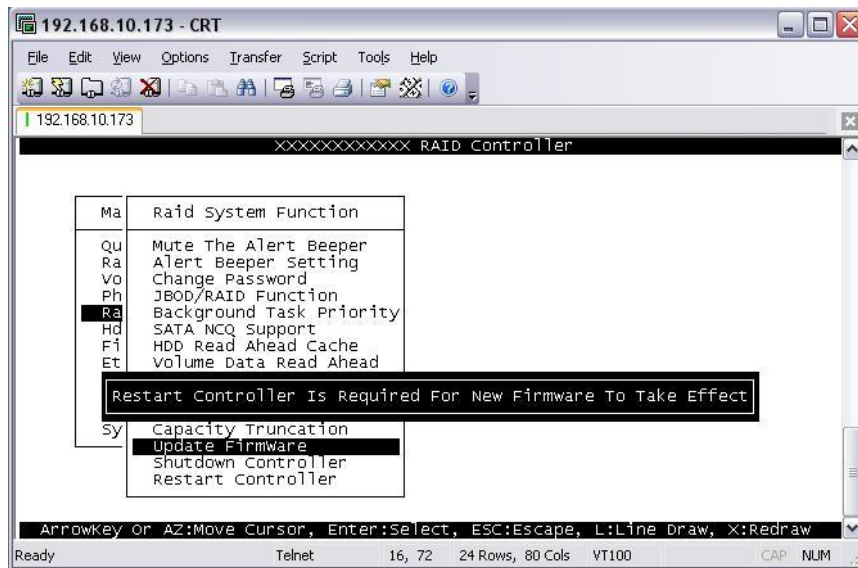 192.168.10.173 - CRT
File Edit View Options Transfer Script Tools Help
192.168.10.173
XXXXXXXXXXXX RAID Controller
Ma
Raid System Function
Qu
Mute The Alert Beeper
Ra
Alert Beeper Setting
Vo
Change Password
Ph
JBOD/RAID Function
Ra
Background Task Priority
Hd
SATA NCQ Support
Fi
HDD Read Ahead Cache
Et
Volume Data Read Ahead
Restart Controller Is Required For New Firmware To Take Effect
Sy
Capacity Truncation
Update FirmWare
Shutdown Controller
Restart Controller
ArrowKey Or AZ:Move Cursor, Enter:Select, ESC:Escape, L:Line Draw, X:Redraw
Ready Telnet 16, 72 24 Rows, 80 Cols VT100 CAP NUM